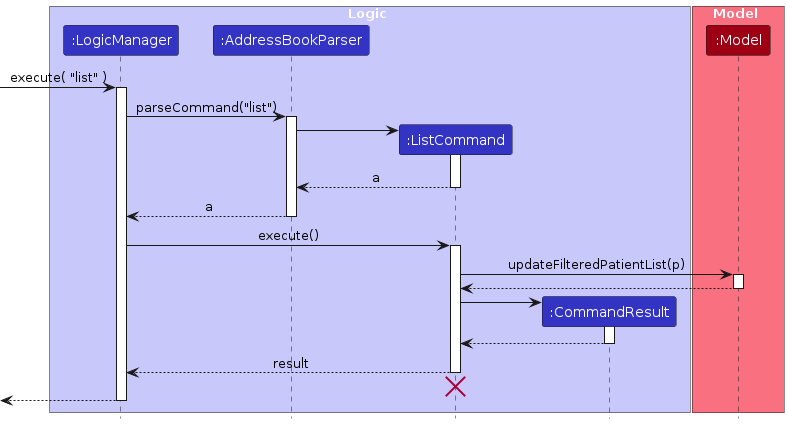 Logic
Model
:LogicManager
:AddressBookParser
:Model
execute( "list" )
parseCommand("list")
:ListCommand
a
a
execute()
updateFilteredPatientList(p)
:CommandResult
result